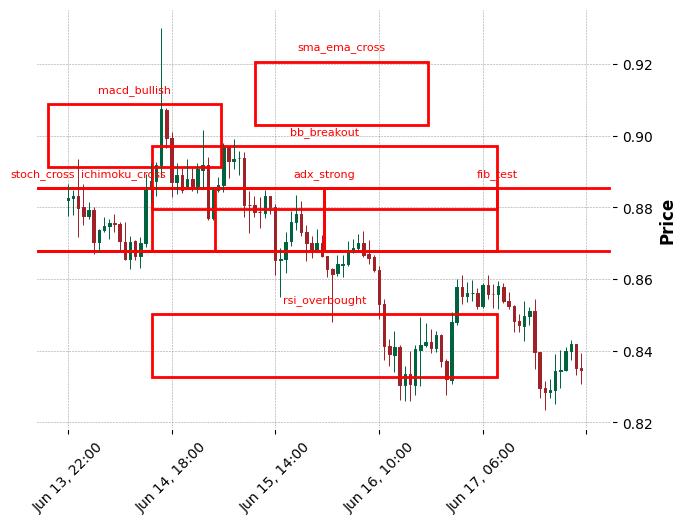 sma_ema_cross
macd_bullish
bb_breakout
stoch_cross
ichimoku_cross
adx_strong
fib_test
rsi_overbought
0.92
0.90
0.88
0.86
0.84
0.82
Price
Jun 13, 22:00
Jun 14, 18:00
Jun 15, 14:00
Jun 16, 10:00
Jun 17, 06:00